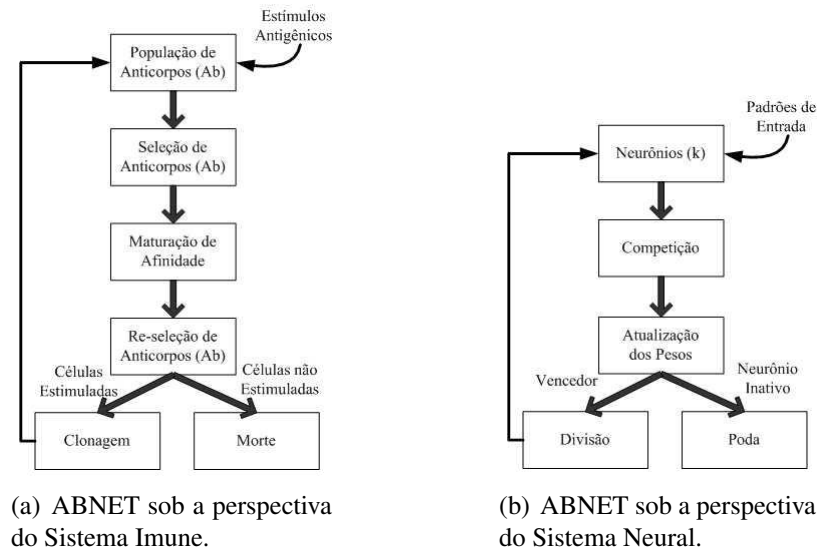 Estímulos
Antigênicos
População de
Anticorpos (Ab)
Seleção de
Anticorpos (Ab)
Maturação de
Afinidade
Re-seleção de
Anticorpos (Ab)
Células
Estimuladas
Células não
Estimuladas
Clonagem
Morte
(a) ABNET sob a perspectiva
do Sistema Imune.
Padrões de
Entrada
Neurônios (k)
Competição
Atualização
dos Pesos
Vencedor
Neurônio
Inativo
Divisão
Poda
(b) ABNET sob a perspectiva
do Sistema Neural.